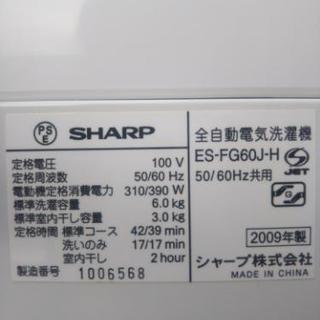 PS
E
SHARP
定格電圧 100 V
定格周波数 50/60 Hz
電動機定格消費電力 310/390 W
標準洗濯容量 6.0kg
標準室内干し容量 3.0kg
定格時間 標準コース 42/39 min
洗いのみ 17/17 min
室内干し 2 hour
製造番号 1006568
全自動電気洗濯機
ES-FG60J-H
50/60Hz共用
JET
2009年製
シャープ株式会社
MADE IN CHINA